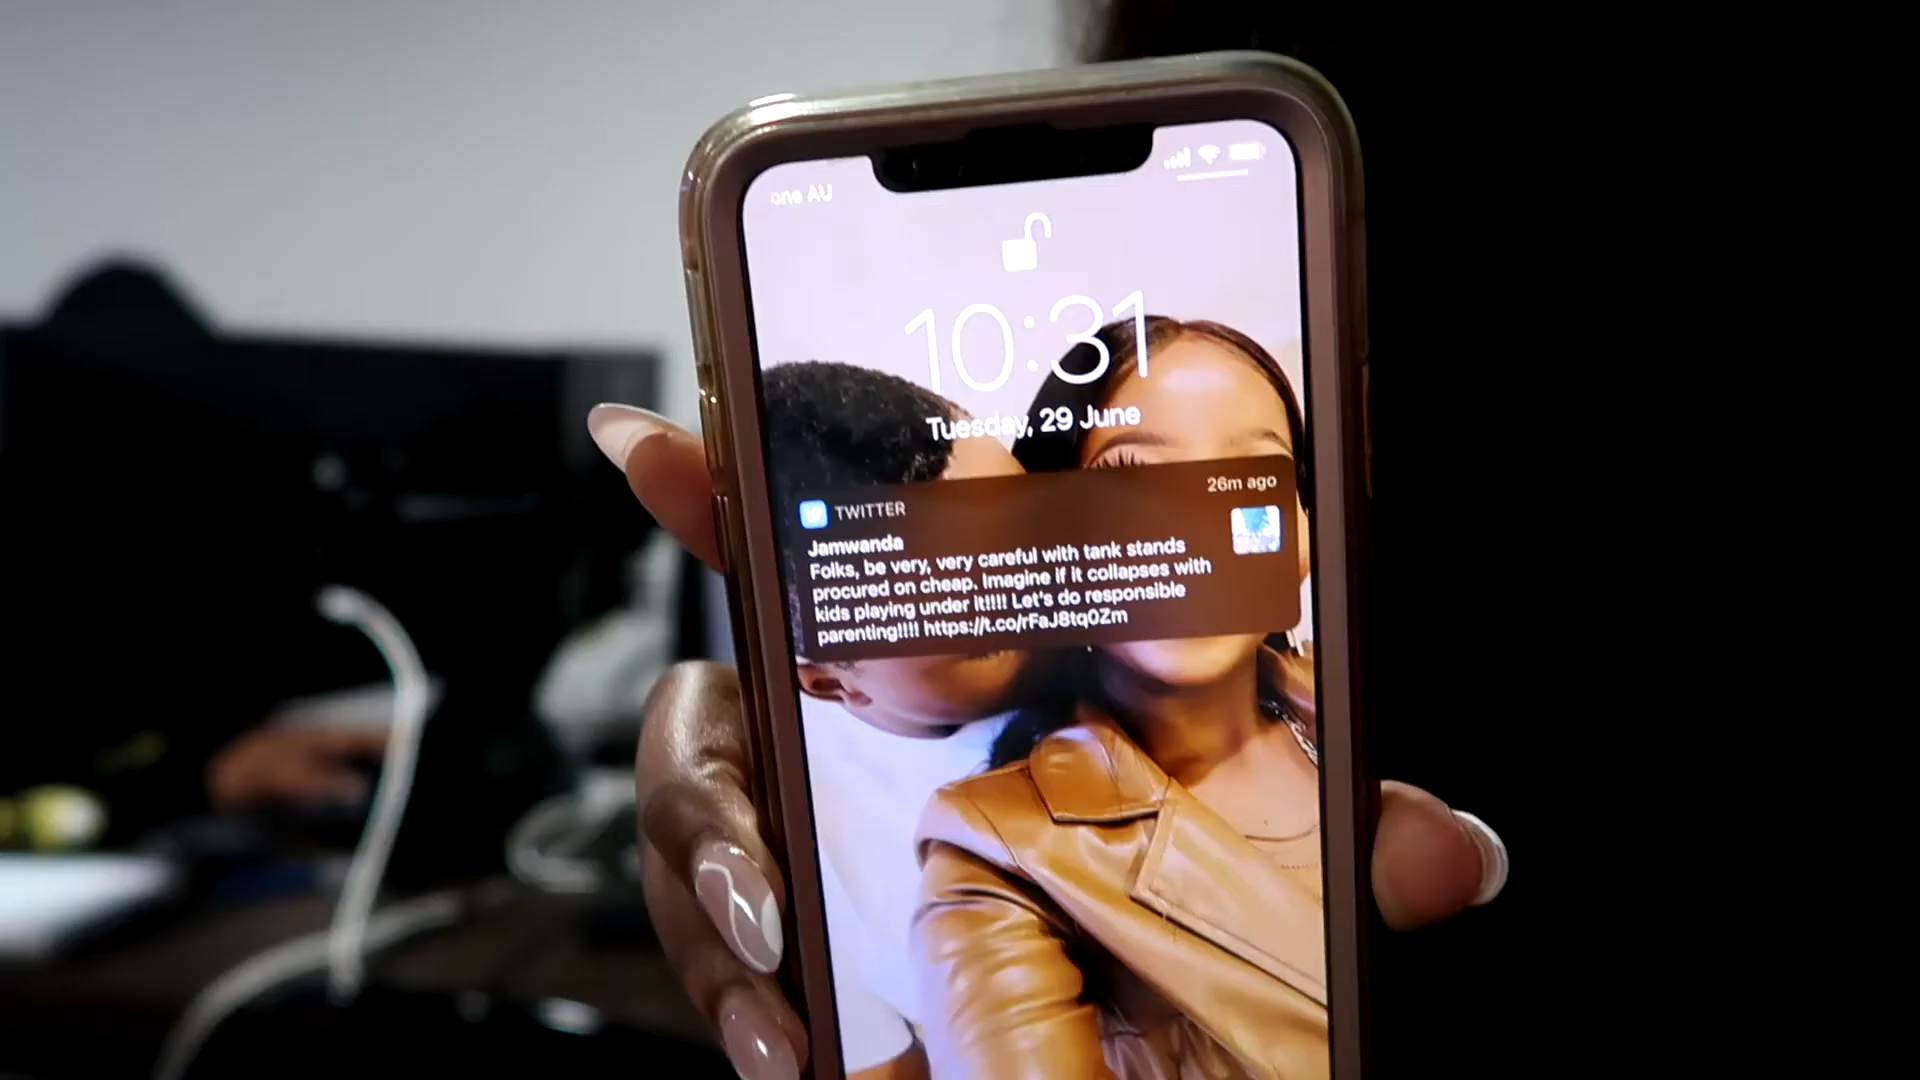 one AU
10:31
Tuesday, 29 June
TWITTER
26m ago
Jamwanda
Folks, be very, very careful with tank stands
procured on cheap. Imagine if it collapses with
kids playing under it!!!! Let's do responsible
parenting!!!! https://t.co/rFaJ8tq0Zm